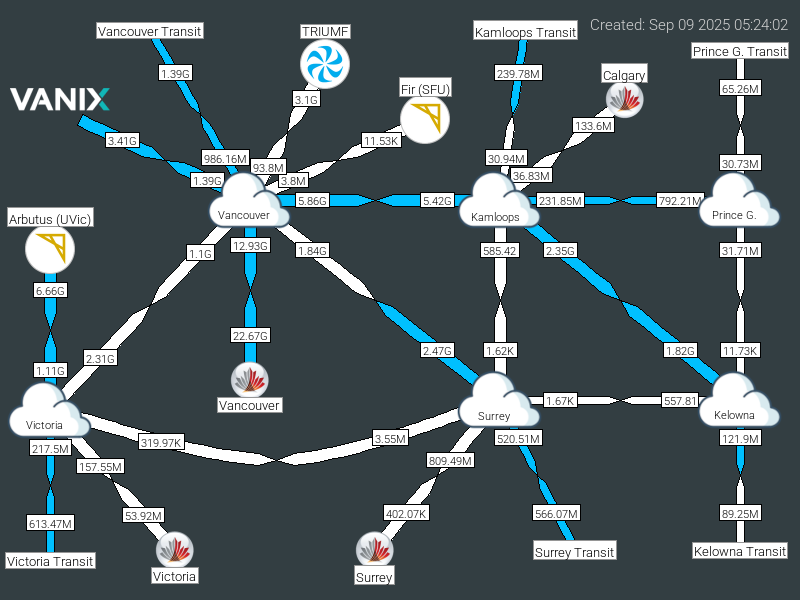 Created: Sep 09 2025 05:24:02
Vancouver Transit
TRIUMF
Kamloops Transit
Prince G. Transit
1.39G
239.78M
Calgary
Fir (SFU)
65.26M
VANIX
3.1G
133.6M
3.41G
11.53K
986.16M
30.94M
30.73M
93.8M
36.83M
1.39G
3.8M
5.86G
5.42G
231.85M
792.21M
Arbutus (UVic)
Vancouver
Kamloops
Prince G.
12.93G
1.1G
1.84G
585.42
2.35G
31.71M
6.66G
22.67G
2.31G
2.47G
1.62K
1.82G
11.73K
1.11G
Vancouver
1.67K
557.81
Victoria
Surrey
Kelowna
217.5M
319.97K
3.55M
520.51M
121.9M
157.55M
809.49M
613.47M
53.92M
402.07K
566.07M
89.25M
Victoria Transit
Victoria
Surrey
Surrey Transit
Kelowna Transit